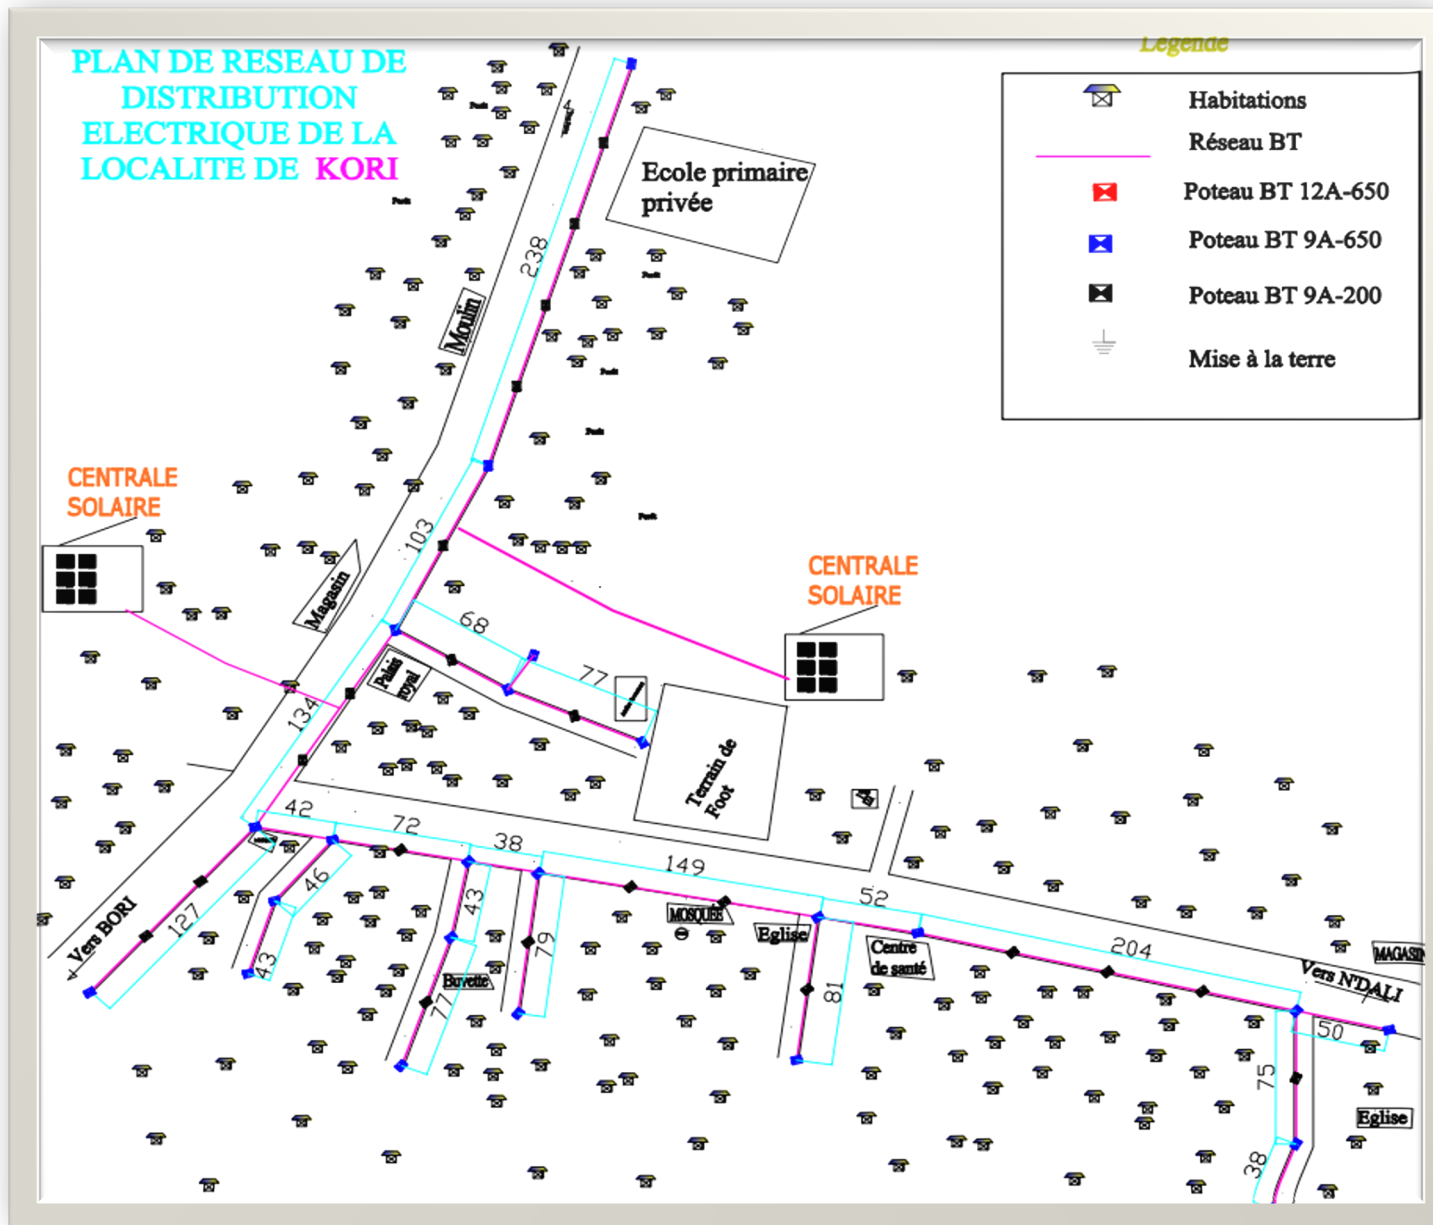 PLAN DE RESEAU DE
DISTRIBUTION
ELECTRIQUE DE LA
LOCALITE DE KORI
Légende
Habitations
Réseau BT
Poteau BT 12A-650
Poteau BT 9A-650
Poteau BT 9A-200
Mise à la terre
Ecole primaire
privée
238
Moulin
CENTRALE
SOLAIRE
103
Magasin
CENTRALE
SOLAIRE
68
77
Palais
royal
134
Terrain de
Foot
42
72
38
149
52
204
50
46
43
43
79
81
127
77
75
38
Vers BORI
MOSQUÉE
Eglise
Centre
de santé
Buvette
MAGASIN
Vers N'DALI
Eglise